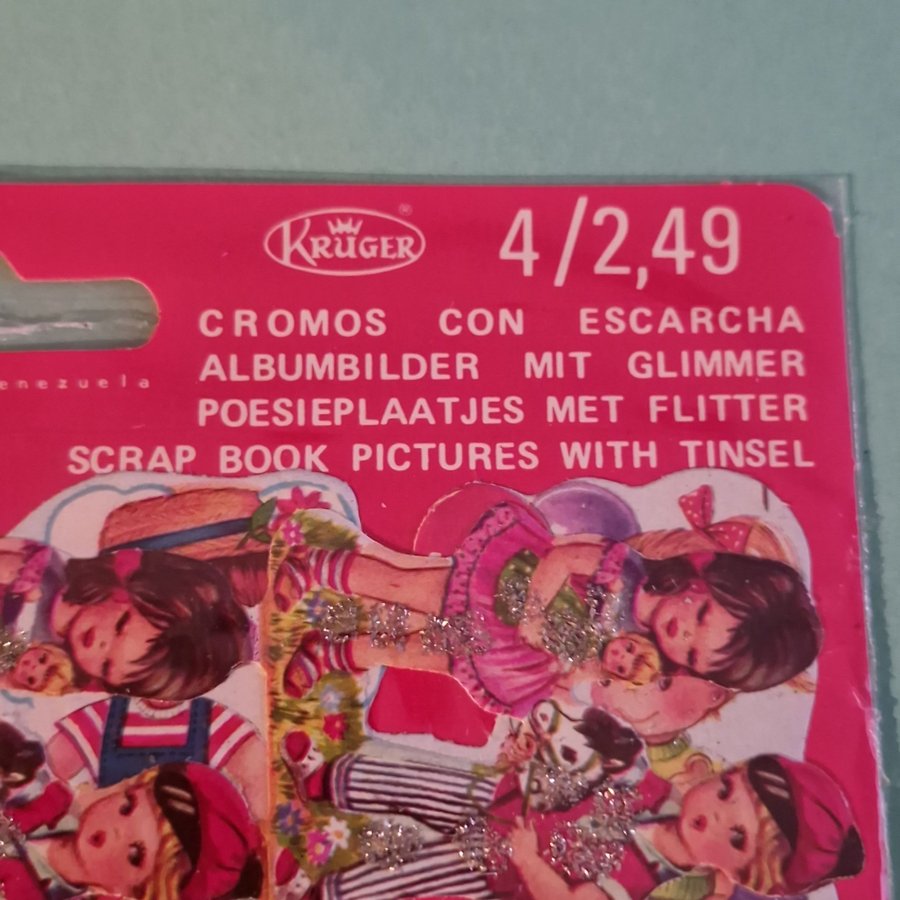 KRUGER ® 4/2,49
CROMOS CON ESCARCHA
ALBUMBILDER MIT GLIMMER
enezuela
POESIEPLAATJES MET FLITTER
SCRAP BOOK PICTURES WITH TINSEL